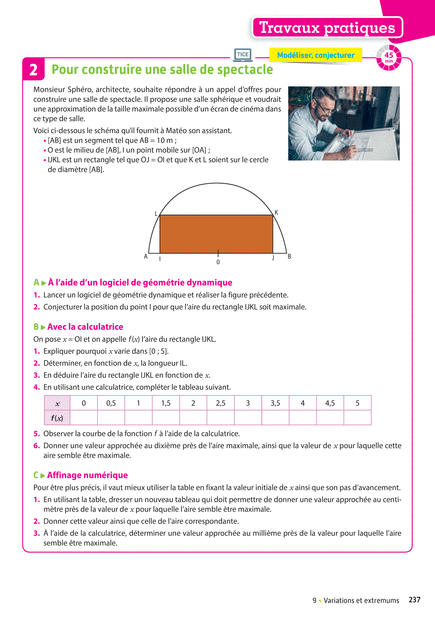 Travaux pratiques
TICE
Modéliser, conjecturer
45
min
2 Pour construire une salle de spectacle
Monsieur Sphéro, architecte, souhaite répondre à un appel d'offres pour
construire une salle de spectacle. Il propose une salle sphérique et voudrait
une approximation de la taille maximale possible d'un écran de cinéma dans
ce type de salle.
Voici ci-dessous le schéma qu'il fournit à Matéo son assistant.
• [AB] est un segment tel que AB = 10 m ;
• O est le milieu de [AB], I un point mobile sur [OA] ;
• IJKL est un rectangle tel que OJ = OI et que K et L soient sur le cercle
de diamètre [AB].
L K
A I 0 J B
A ▶ À l'aide d'un logiciel de géométrie dynamique
1. Lancer un logiciel de géométrie dynamique et réaliser la figure précédente.
2. Conjecturer la position du point I pour que l'aire du rectangle IJKL soit maximale.
B ▶ Avec la calculatrice
On pose x = OI et on appelle f(x) l'aire du rectangle IJKL.
1. Expliquer pourquoi x varie dans [0 ; 5].
2. Déterminer, en fonction de x, la longueur IL.
3. En déduire l'aire du rectangle IJKL en fonction de x.
4. En utilisant une calculatrice, compléter le tableau suivant.
x 0 0,5 1 1,5 2 2,5 3 3,5 4 4,5 5
f(x)
5. Observer la courbe de la fonction f à l'aide de la calculatrice.
6. Donner une valeur approchée au dixième près de l'aire maximale, ainsi que la valeur de x pour laquelle cette
aire semble être maximale.
C ▶ Affinage numérique
Pour être plus précis, il vaut mieux utiliser la table en fixant la valeur initiale de x ainsi que son pas d'avancement.
1. En utilisant la table, dresser un nouveau tableau qui doit permettre de donner une valeur approchée au centi-
mètre près de la valeur de x pour laquelle l'aire semble être maximale.
2. Donner cette valeur ainsi que celle de l'aire correspondante.
3. À l'aide de la calculatrice, déterminer une valeur approchée au millième près de la valeur pour laquelle l'aire
semble être maximale.
9 • Variations et extremums 237